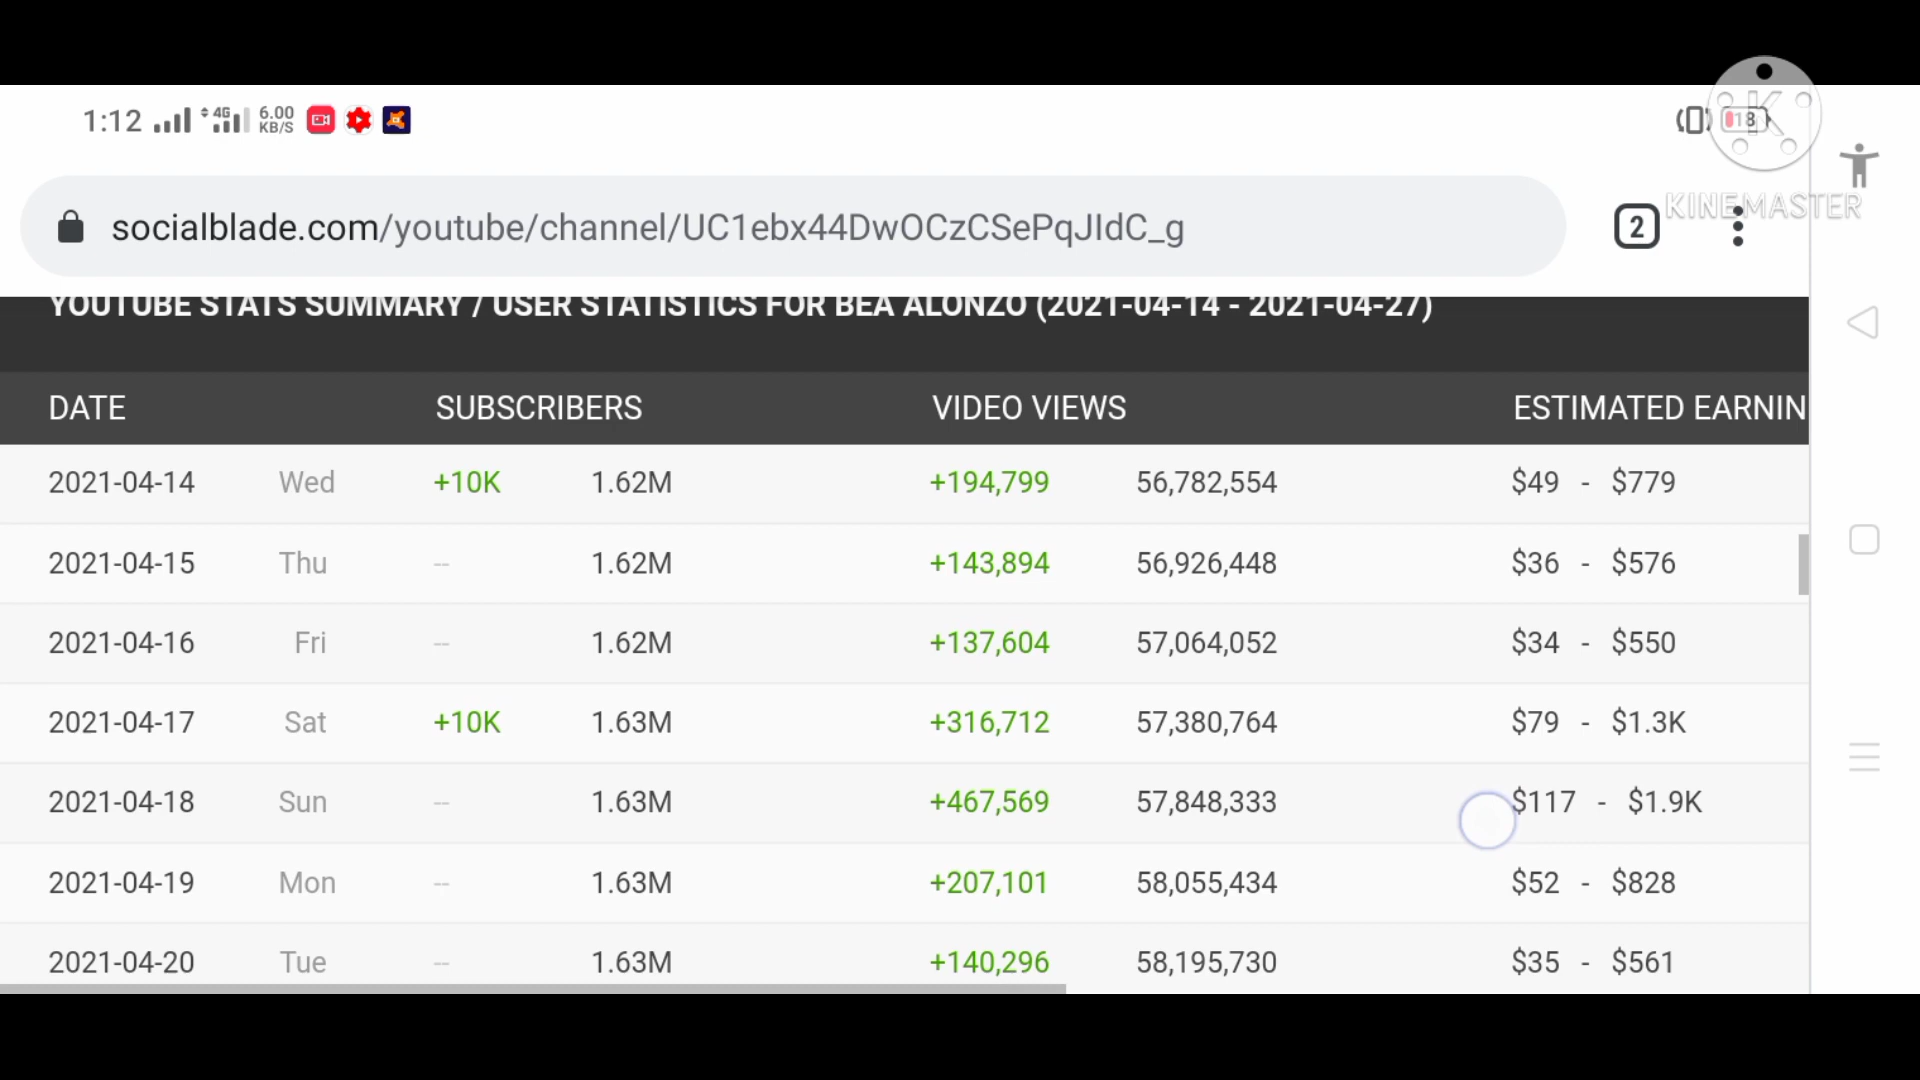 1:12 4G 6.00 KB/S 18
KINEMASTER
socialblade.com/youtube/channel/UC1ebx44DwOCzCSePqJIdC_g 2
YOUTUBE STATS SUMMARY / USER STATISTICS FOR BEA ALONZO (2021-04-14 - 2021-04-27)
DATE SUBSCRIBERS VIDEO VIEWS ESTIMATED EARNIN
2021-04-14 Wed +10K 1.62M +194,799 56,782,554 $49 - $779
2021-04-15 Thu -- 1.62M +143,894 56,926,448 $36 - $576
2021-04-16 Fri -- 1.62M +137,604 57,064,052 $34 - $550
2021-04-17 Sat +10K 1.63M +316,712 57,380,764 $79 - $1.3K
2021-04-18 Sun -- 1.63M +467,569 57,848,333 $117 - $1.9K
2021-04-19 Mon -- 1.63M +207,101 58,055,434 $52 - $828
2021-04-20 Tue -- 1.63M +140,296 58,195,730 $35 - $561